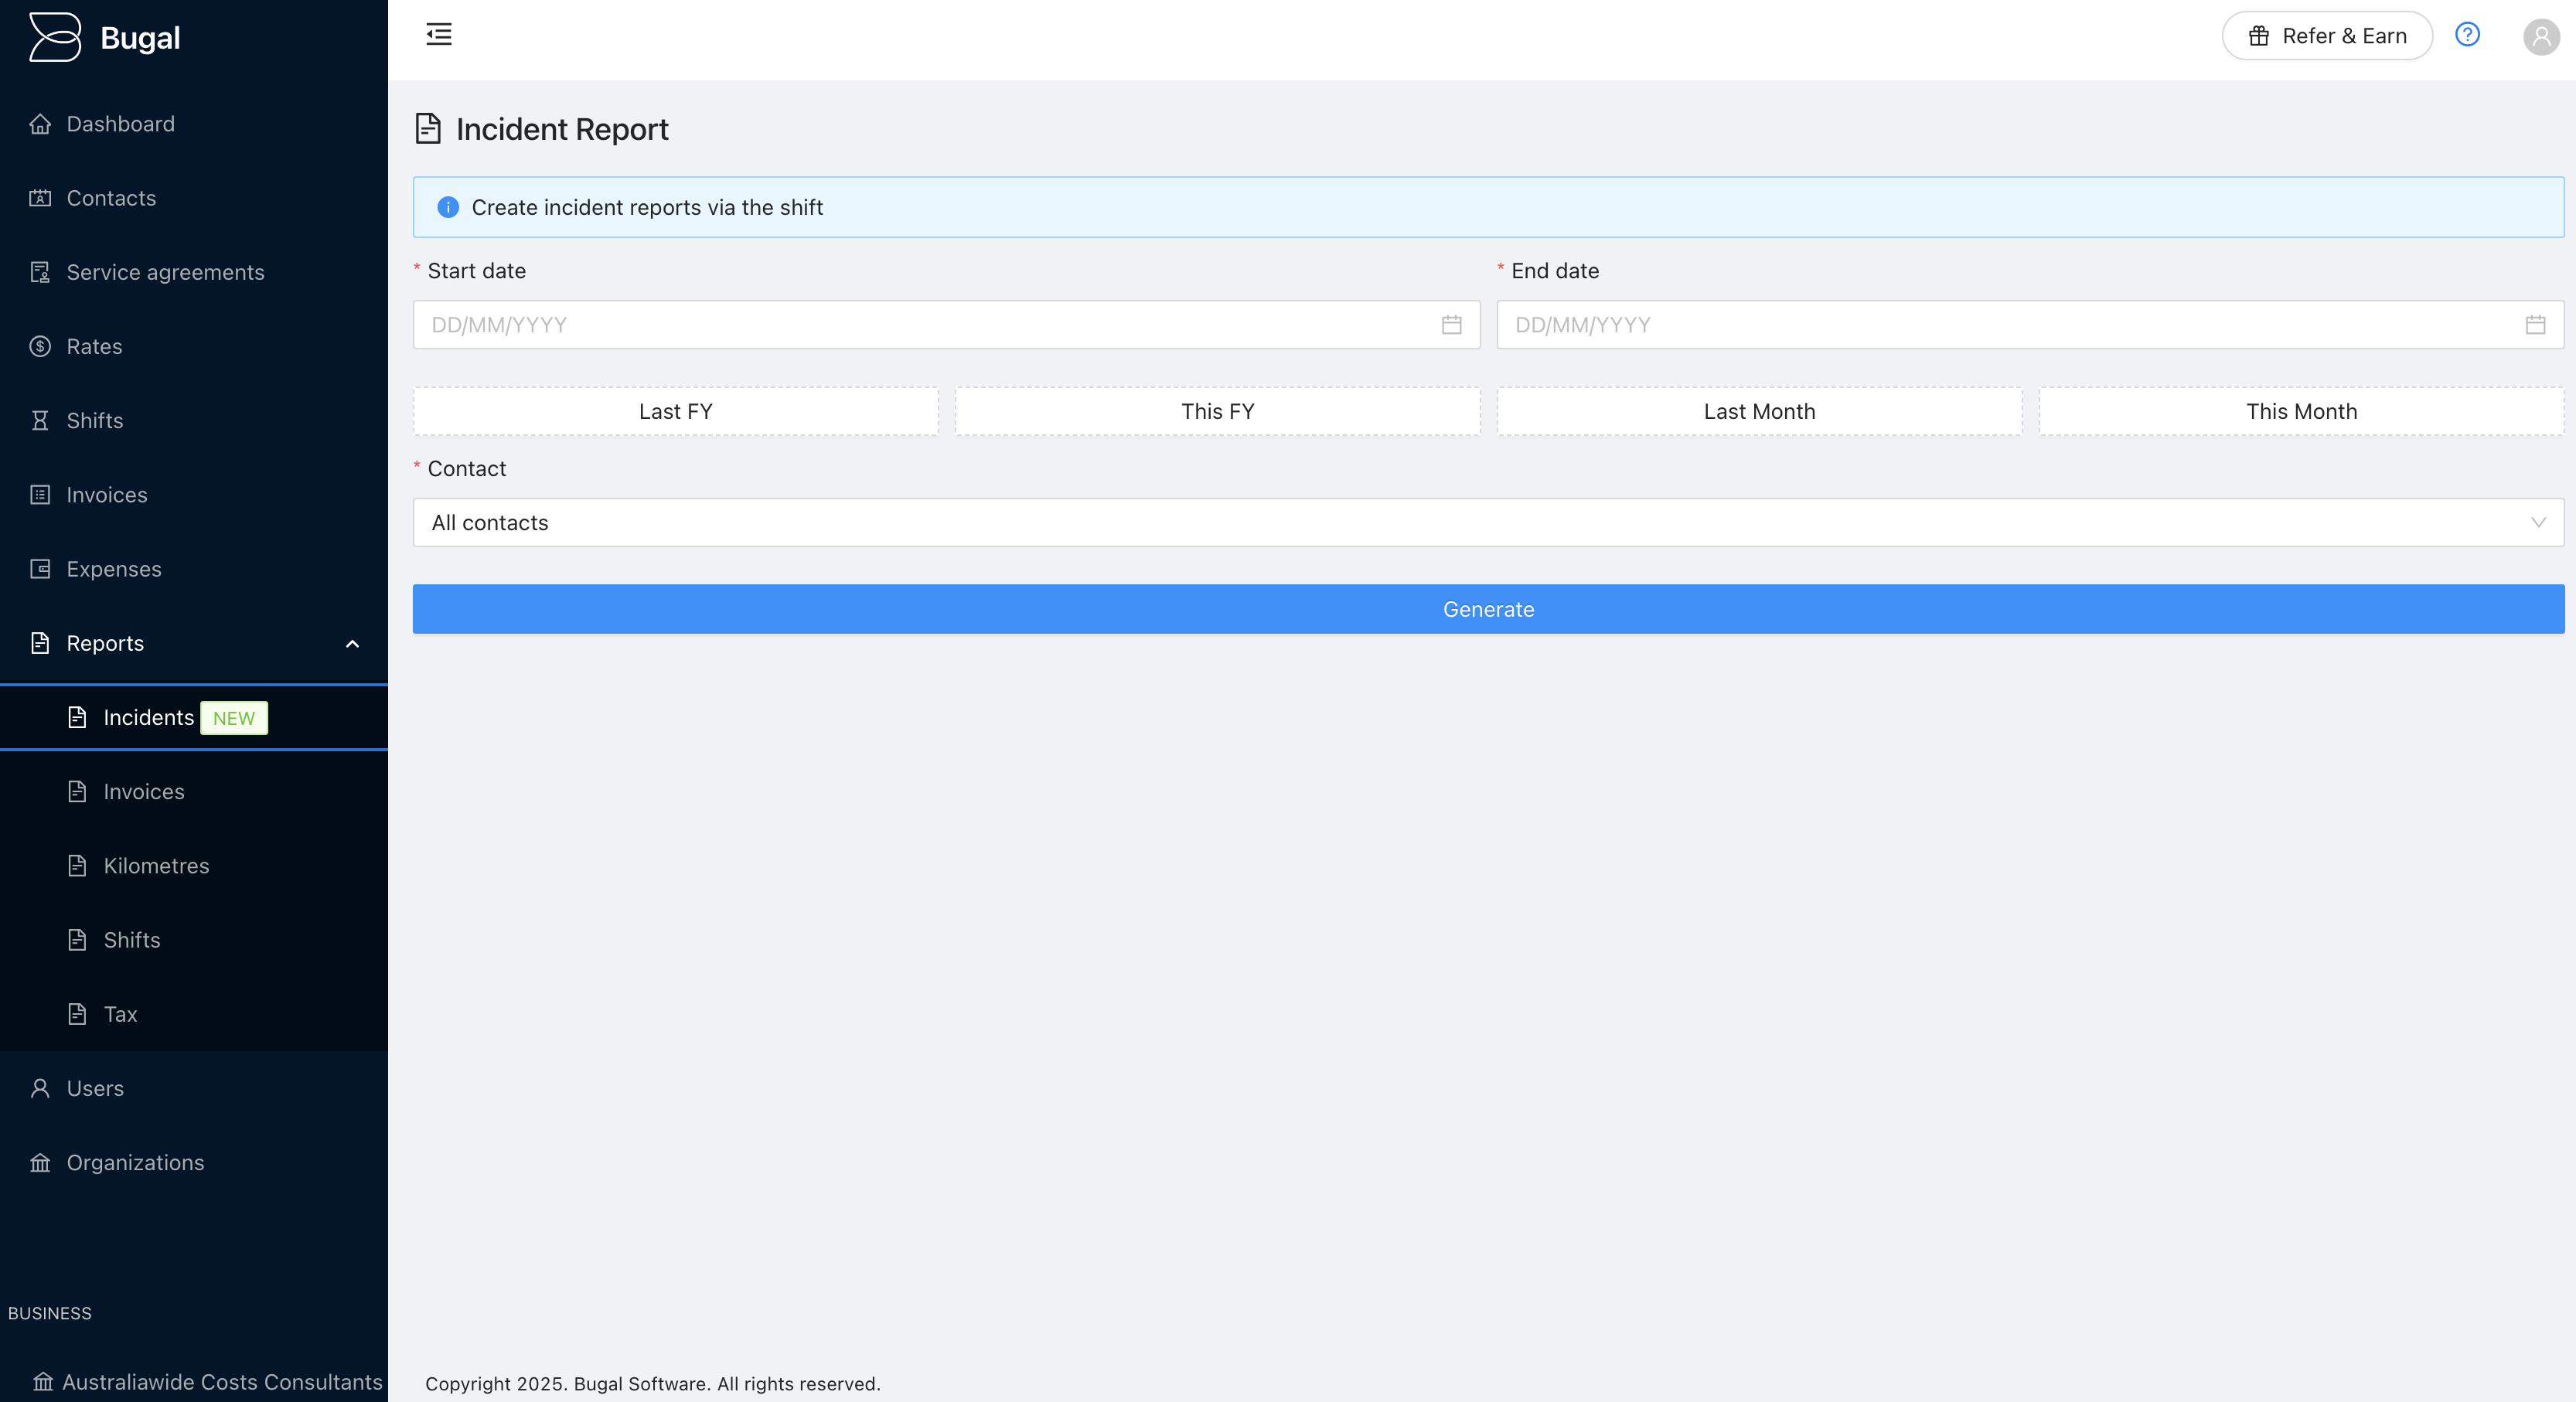 Bugal
Refer & Earn
Dashboard
Contacts
Service agreements
Rates
Shifts
Invoices
Expenses
Reports
Incidents NEW
Invoices
Kilometres
Shifts
Tax
Users
Organizations
BUSINESS
Australiawide Costs Consultants
Incident Report
Create incident reports via the shift
* Start date
* End date
DD/MM/YYYY
DD/MM/YYYY
Last FY
This FY
Last Month
This Month
* Contact
All contacts
Generate
Copyright 2025. Bugal Software. All rights reserved.